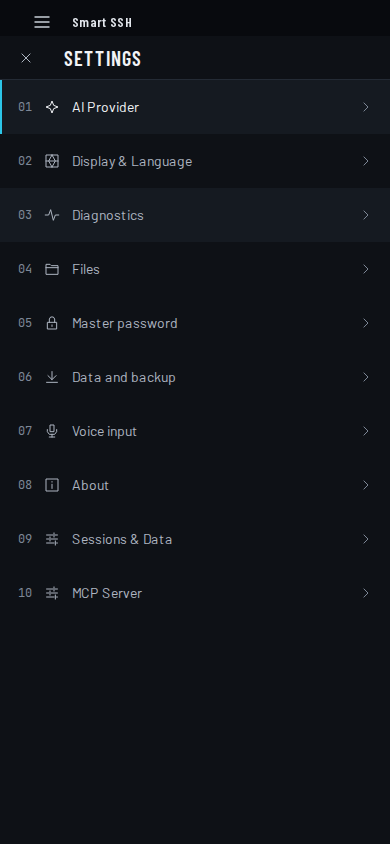 Smart SSH
SETTINGS
01 AI Provider
02 Display & Language
03 Diagnostics
04 Files
05 Master password
06 Data and backup
07 Voice input
08 About
09 Sessions & Data
10 MCP Server